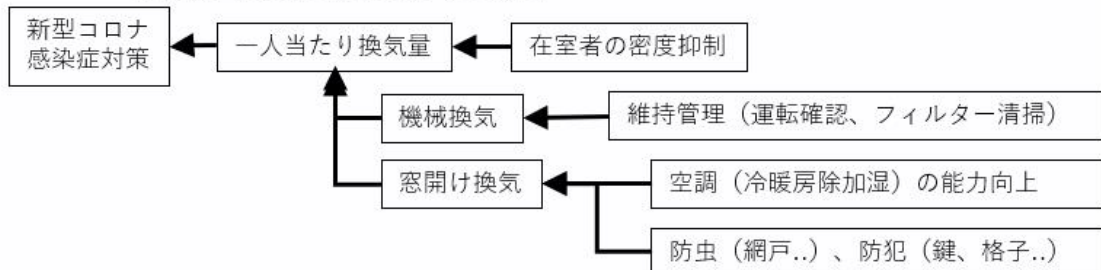 新型コロナ
感染症対策
一人当たり換気量
在室者の密度抑制
機械換気
維持管理（運転確認、フィルター清掃）
窓開け換気
空調（冷暖房除加湿）の能力向上
防虫（網戸..）、防犯（鍵、格子..）